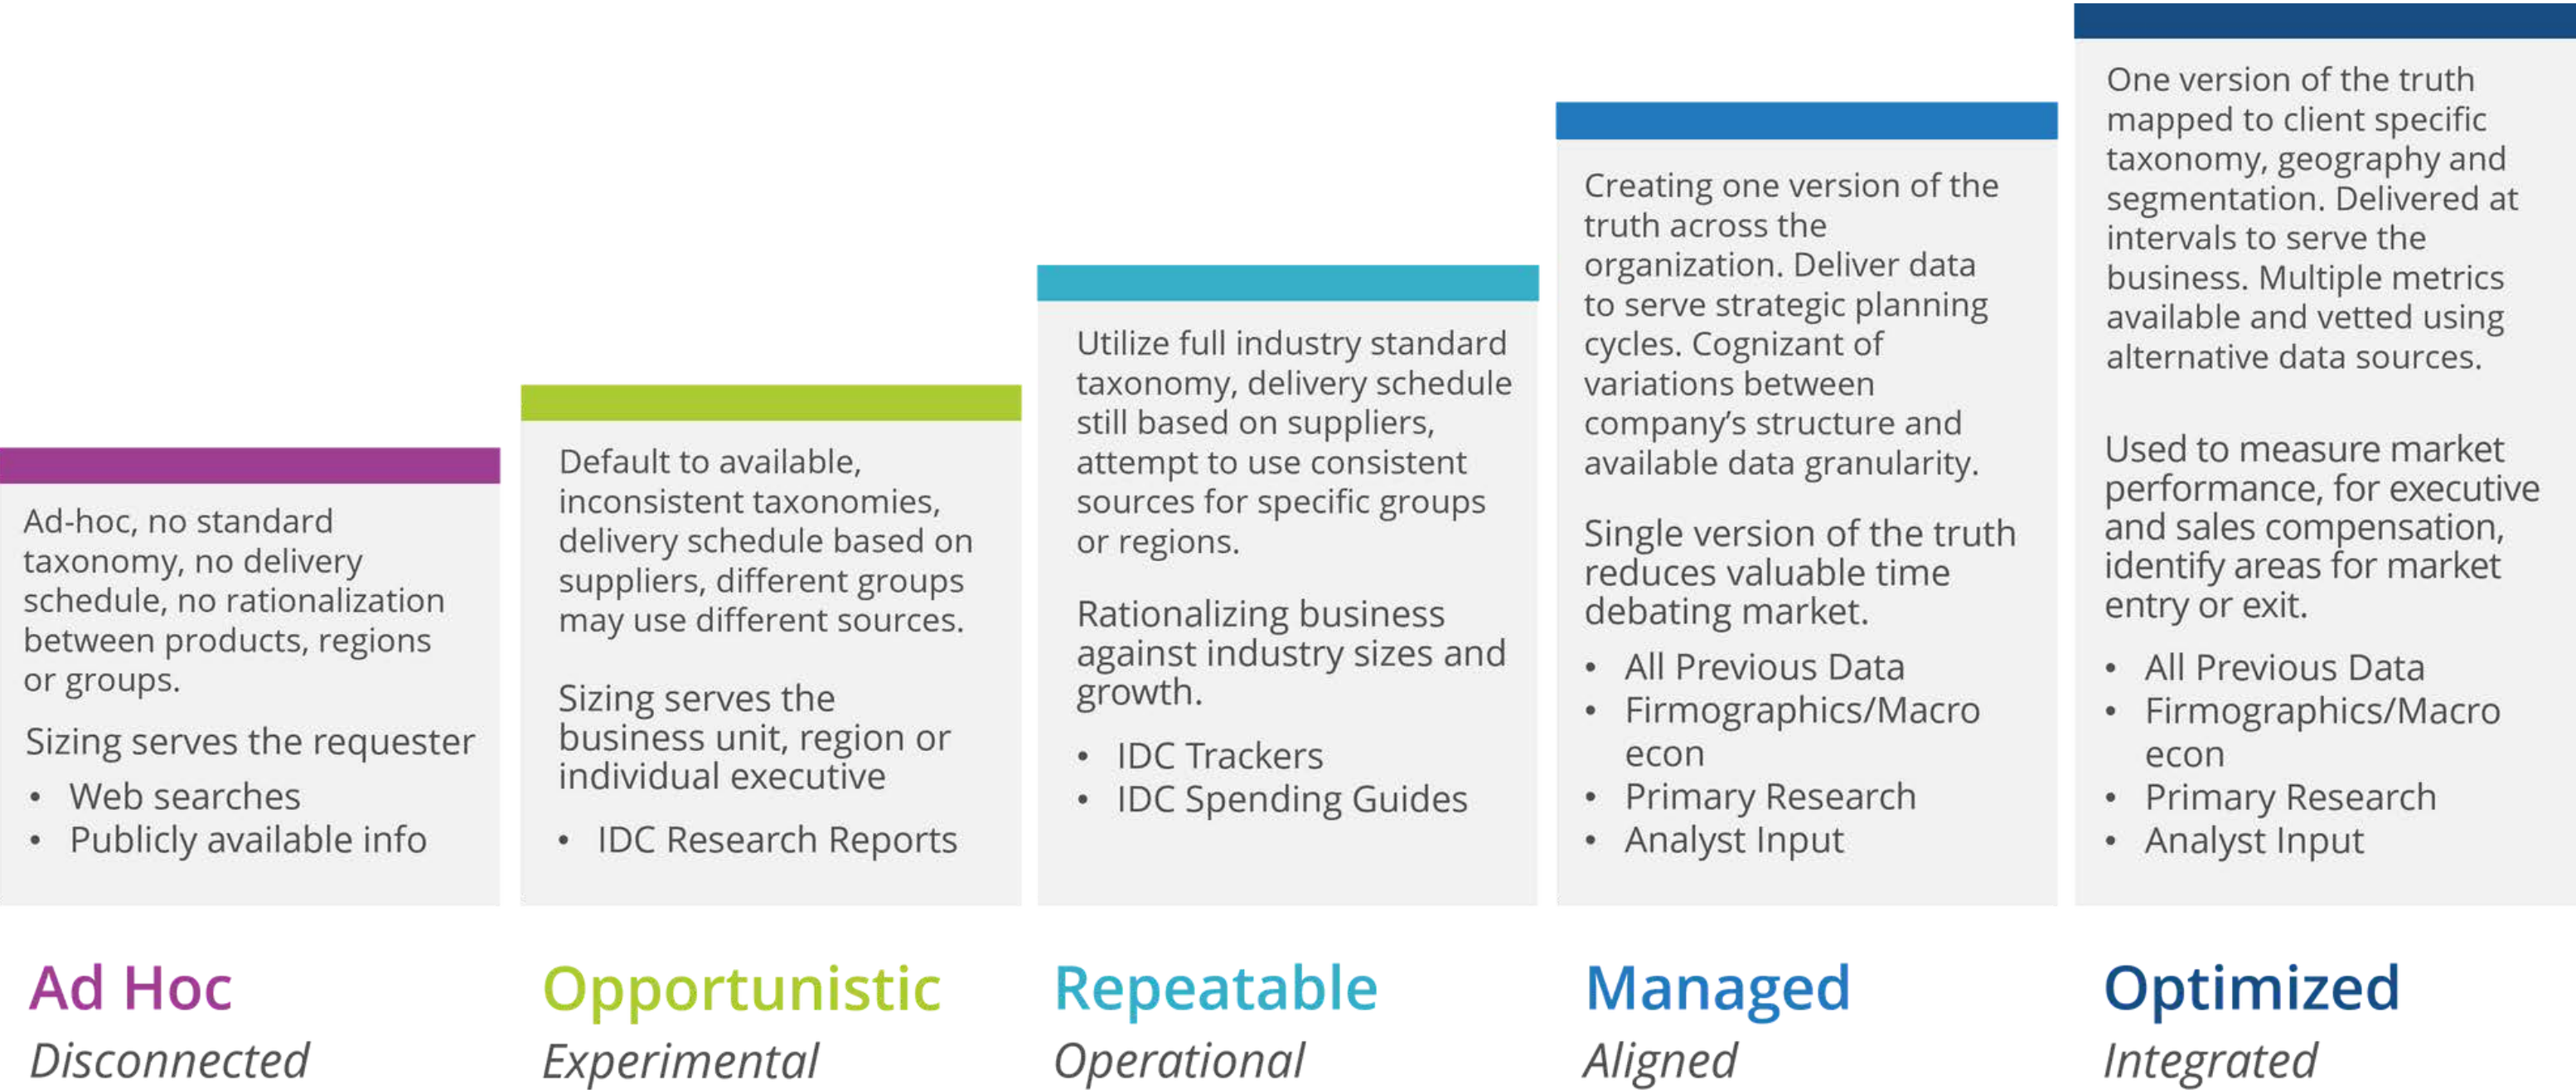 Ad-hoc, no standard
taxonomy, no delivery
schedule, no rationalization
between products, regions
or groups.
Sizing serves the requester
• Web searches
• Publicly available info
Ad Hoc
Disconnected
Default to available,
inconsistent taxonomies,
delivery schedule based on
suppliers, different groups
may use different sources.
Sizing serves the
business unit, region or
individual executive
• IDC Research Reports
Opportunistic
Experimental
Utilize full industry standard
taxonomy, delivery schedule
still based on suppliers,
attempt to use consistent
sources for specific groups
or regions.
Rationalizing business
against industry sizes and
growth.
• IDC Trackers
• IDC Spending Guides
Repeatable
Operational
Creating one version of the
truth across the
organization. Deliver data
to serve strategic planning
cycles. Cognizant of
variations between
company’s structure and
available data granularity.
Single version of the truth
reduces valuable time
debating market.
• All Previous Data
• Firmographics/Macro
econ
• Primary Research
• Analyst Input
Managed
Aligned
One version of the truth
mapped to client specific
taxonomy, geography and
segmentation. Delivered at
intervals to serve the
business. Multiple metrics
available and vetted using
alternative data sources.
Used to measure market
performance, for executive
and sales compensation,
identify areas for market
entry or exit.
• All Previous Data
• Firmographics/Macro
econ
• Primary Research
• Analyst Input
Optimized
Integrated